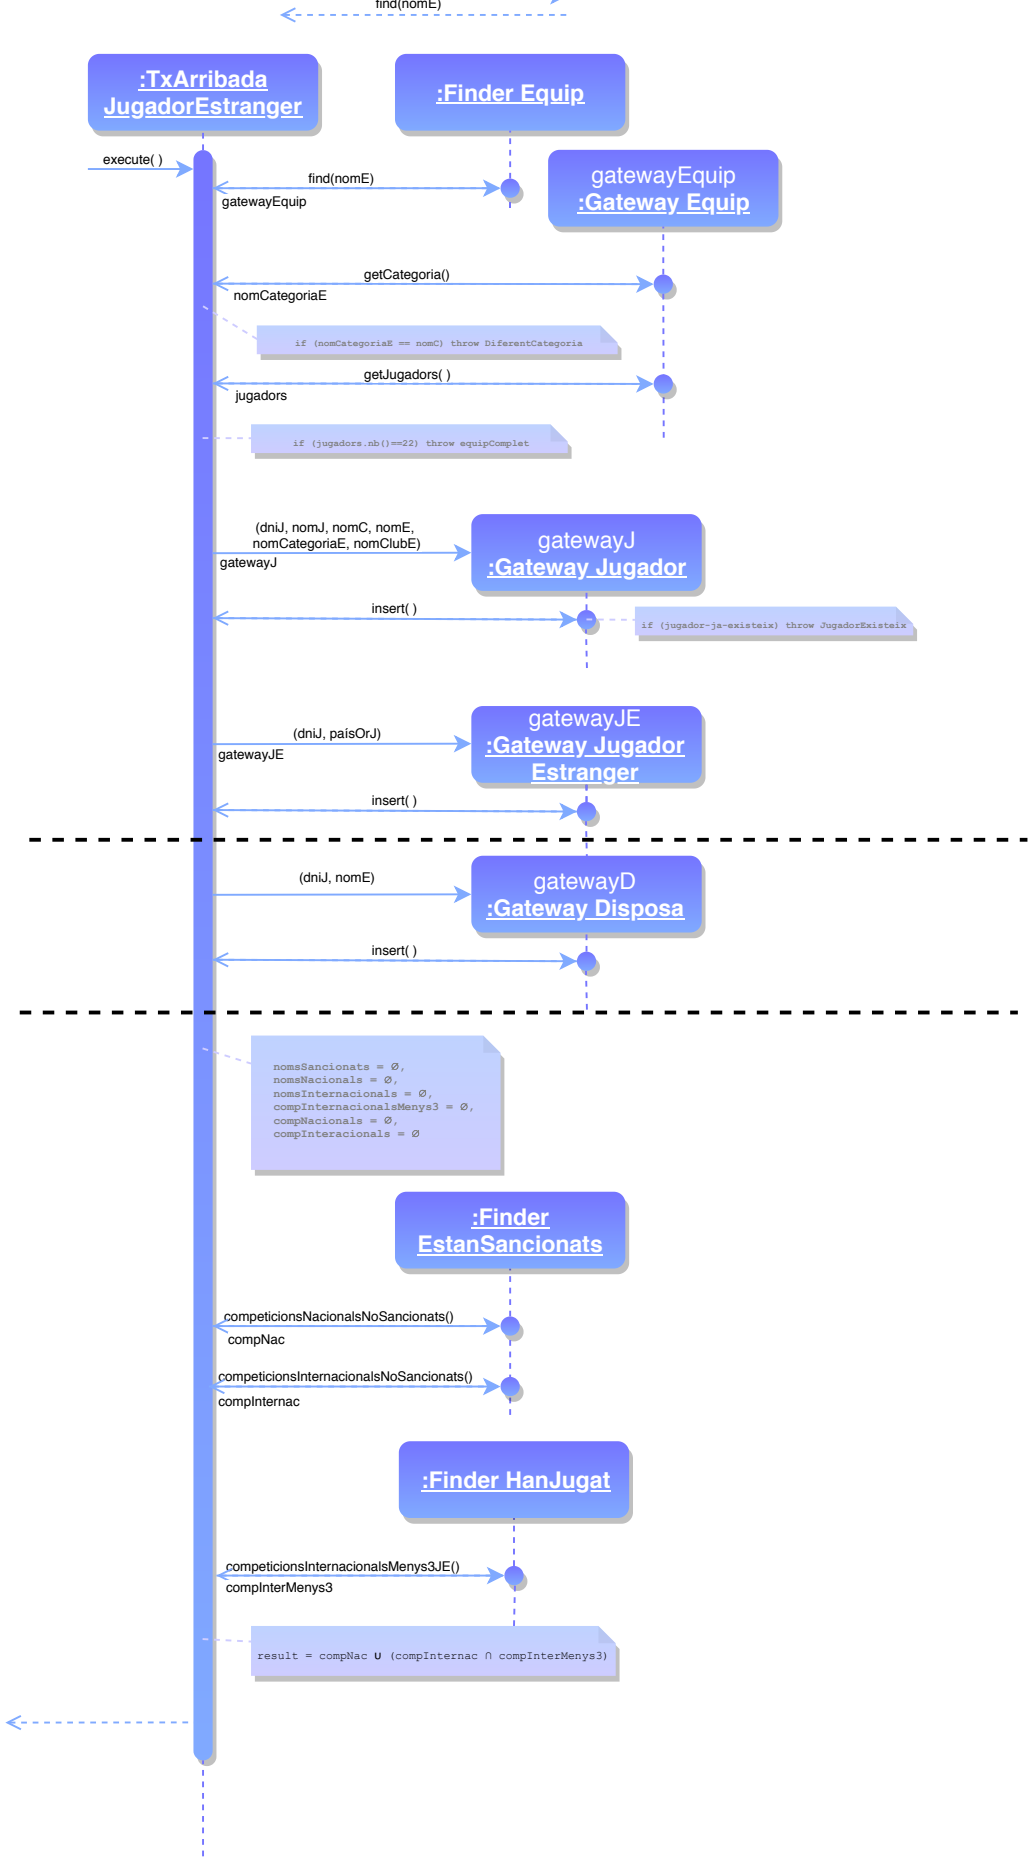 find(nomE)
:TxArribada
JugadorEstranger
:Finder Equip
execute( )
find(nomE)
gatewayEquip
gatewayEquip
:Gateway Equip
getCategoria()
nomCategoriaE
if (nomCategoriaE == nomC) throw DiferentCategoria
getJugadors( )
jugadors
if (jugadors.nb()==22) throw equipComplet
(dniJ, nomJ, nomC, nomE,
nomCategoriaE, nomClubE)
gatewayJ
gatewayJ
:Gateway Jugador
insert( )
if (jugador-ja-existeix) throw JugadorExisteix
(dniJ, paísOrJ)
gatewayJE
gatewayJE
:Gateway Jugador
Estranger
insert( )
(dniJ, nomE)
gatewayD
:Gateway Disposa
insert( )
nomsSancionats = Ø,
nomsNacionals = Ø,
nomsInternacionals = Ø,
compInternacionalsMenys3 = Ø,
compNacionals = Ø,
compInteracionals = Ø
:Finder
EstanSancionats
competicionsNacionalsNoSancionats()
compNac
competicionsInternacionalsNoSancionats()
compInternac
:Finder HanJugat
competicionsInternacionalsMenys3JE()
compInterMenys3
result = compNac ∪ (compInternac ∩ compInterMenys3)